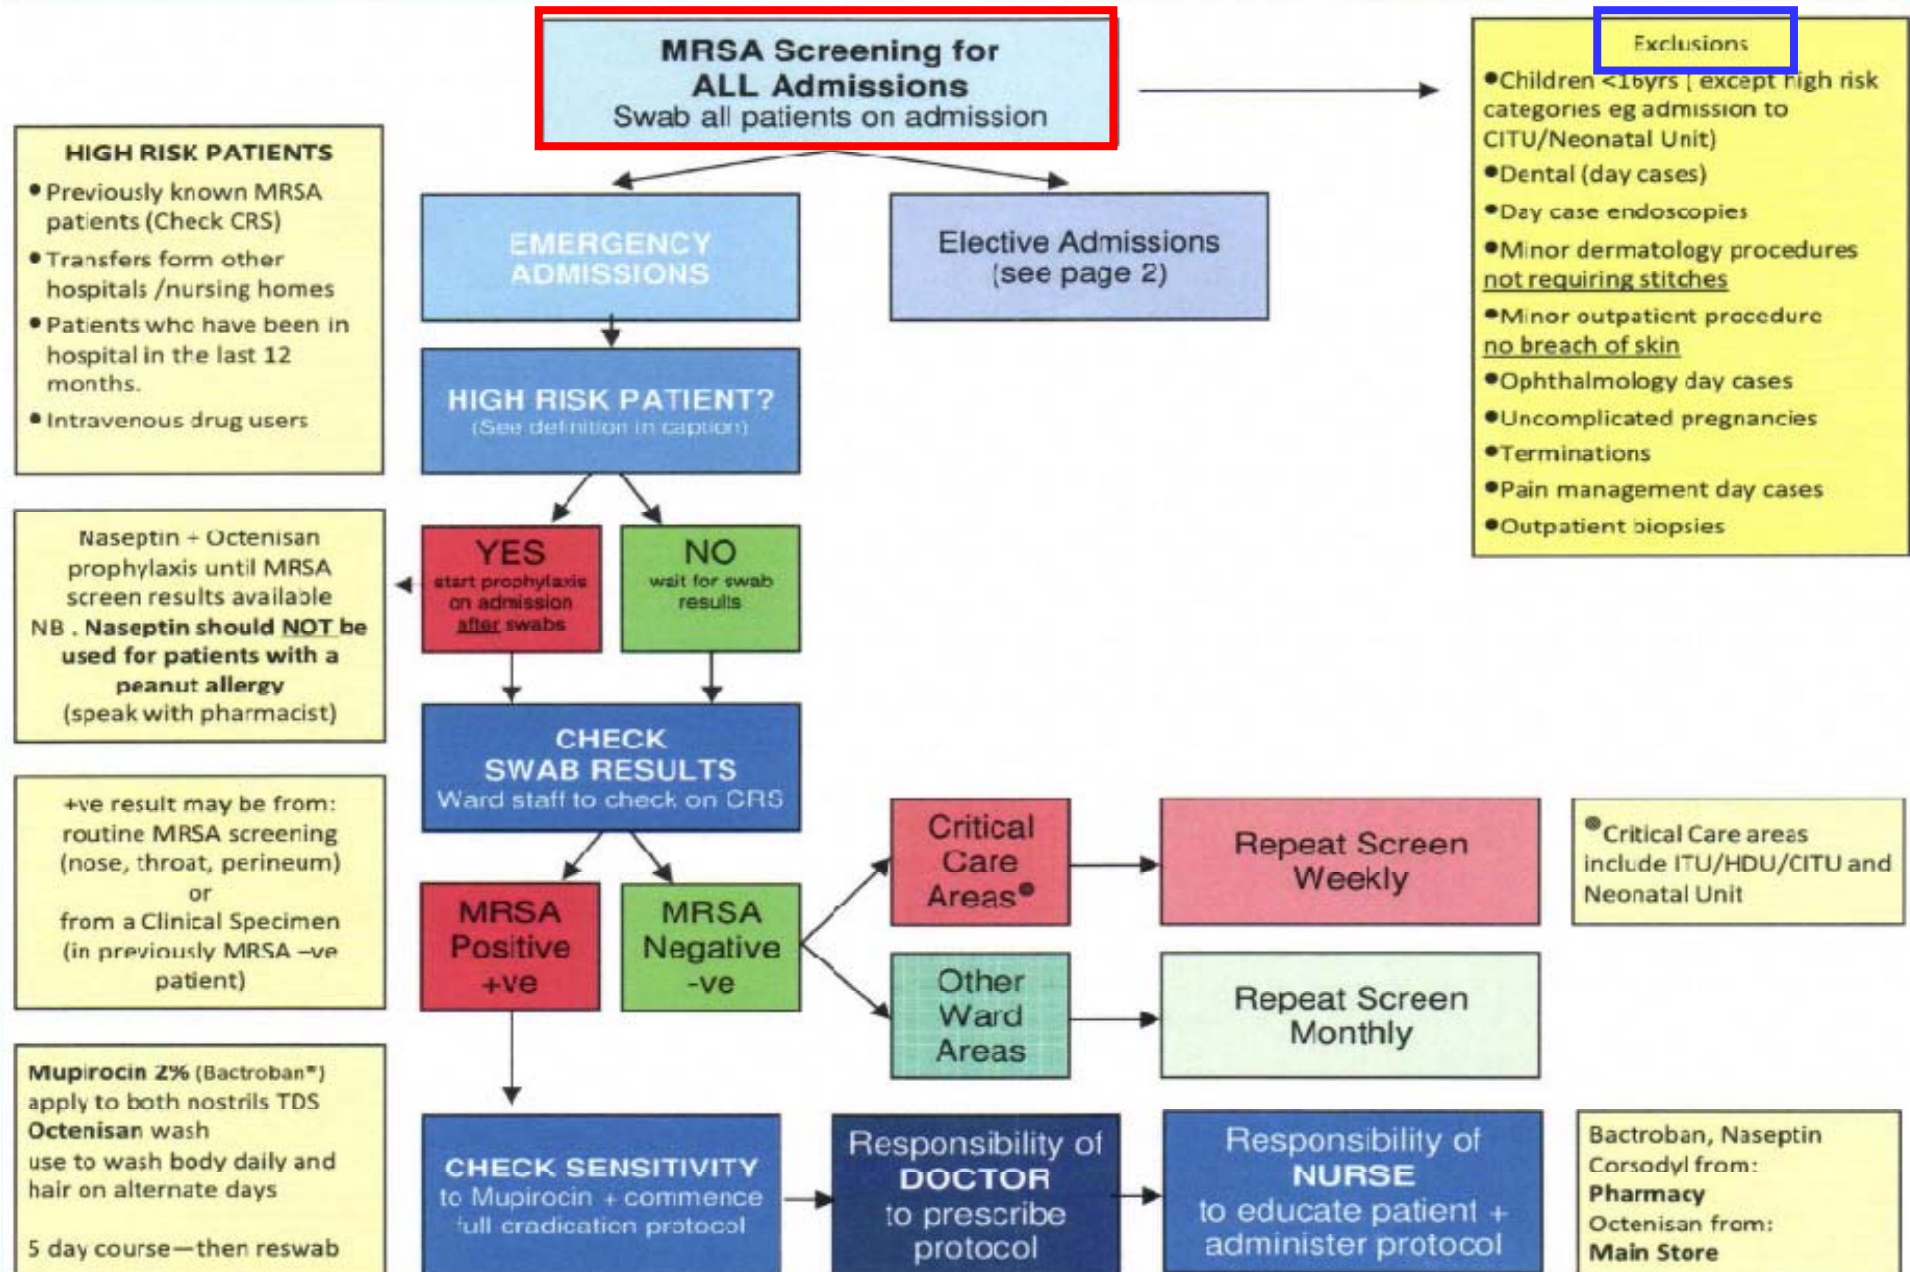 MRSA Screening for
ALL Admissions
Swab all patients on admission
Exclusions
●Children <16yrs ( except high risk
categories eg admission to
CITU/Neonatal Unit)
●Dental (day cases)
●Day case endoscopies
●Minor dermatology procedures
not requiring stitches
●Minor outpatient procedure
no breach of skin
●Ophthalmology day cases
●Uncomplicated pregnancies
●Terminations
●Pain management day cases
●Outpatient biopsies
HIGH RISK PATIENTS
● Previously known MRSA
patients (Check CRS)
● Transfers form other
hospitals /nursing homes
● Patients who have been in
hospital in the last 12
months.
● Intravenous drug users
EMERGENCY
ADMISSIONS
Elective Admissions
(see page 2)
HIGH RISK PATIENT?
(See definition in caption)
Naseptin + Octenisan
prophylaxis until MRSA
screen results available
NB . Naseptin should NOT be
used for patients with a
peanut allergy
(speak with pharmacist)
YES
start prophylaxis
on admission
after swabs
NO
wait for swab
results
CHECK
SWAB RESULTS
Ward staff to check on CRS
+ve result may be from:
routine MRSA screening
(nose, throat, perineum)
or
from a Clinical Specimen
(in previously MRSA –ve
patient)
MRSA
Positive
+ve
MRSA
Negative
-ve
Critical
Care
Areas●
Repeat Screen
Weekly
●Critical Care areas
include ITU/HDU/CITU and
Neonatal Unit
Other
Ward
Areas
Repeat Screen
Monthly
Mupirocin 2% (Bactroban®)
apply to both nostrils TDS
Octenisan wash
use to wash body daily and
hair on alternate days
5 day course—then reswab
CHECK SENSITIVITY
to Mupirocin + commence
full eradication protocol
Responsibility of
DOCTOR
to prescribe
protocol
Responsibility of
NURSE
to educate patient +
administer protocol
Bactroban, Naseptin
Corsodyl from:
Pharmacy
Octenisan from:
Main Store